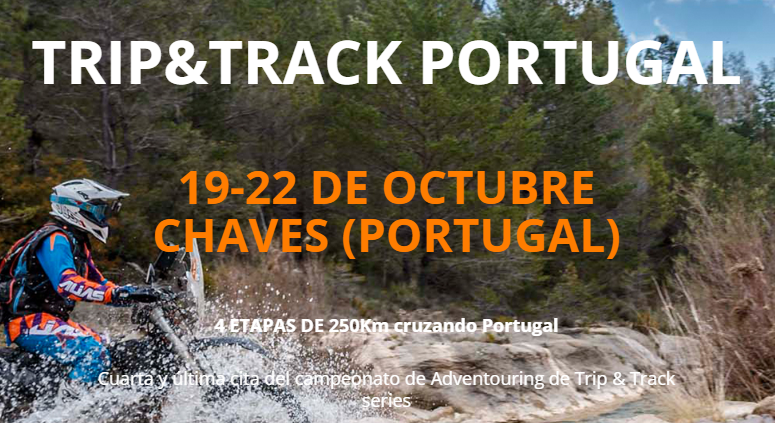 TRIP&TRACK PORTUGAL
19-22 DE OCTUBRE
CHAVES (PORTUGAL)
4 ETAPAS DE 250Km cruzando Portugal
Cuarta y última cita del campeonato de Adventouring de Trip & Track
series